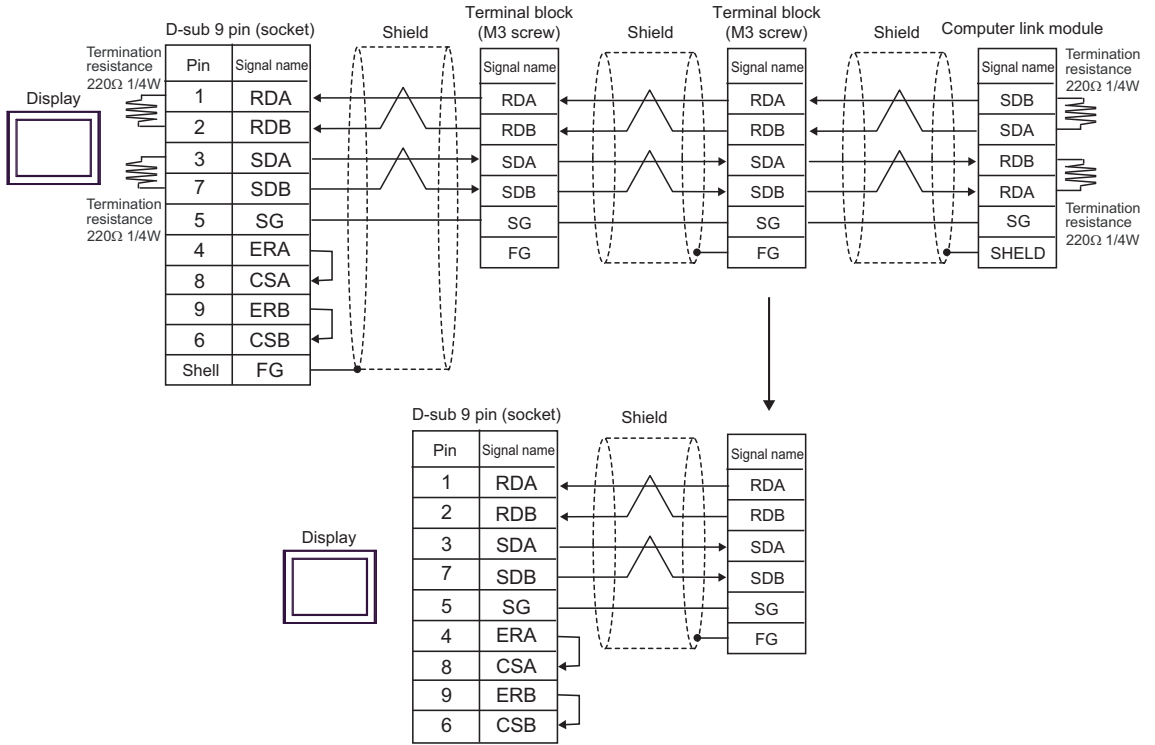 D-sub 9 pin (socket)
Shield
Terminal block
(M3 screw)
Shield
Terminal block
(M3 screw)
Shield
Computer link module
Termination
resistance
220Ω 1/4W
Display
Termination
resistance
220Ω 1/4W
Pin Signal name
1 RDA
2 RDB
3 SDA
7 SDB
5 SG
4 ERA
8 CSA
9 ERB
6 CSB
Shell FG
Signal name
RDA
RDB
SDA
SDB
SG
FG
Signal name
RDA
RDB
SDA
SDB
SG
FG
Signal name
SDB
SDA
RDB
RDA
SG
SHELD
Termination
resistance
220Ω 1/4W
Termination
resistance
220Ω 1/4W
D-sub 9 pin (socket)
Shield
Display
Pin Signal name
1 RDA
2 RDB
3 SDA
7 SDB
5 SG
4 ERA
8 CSA
9 ERB
6 CSB
Signal name
RDA
RDB
SDA
SDB
SG
FG